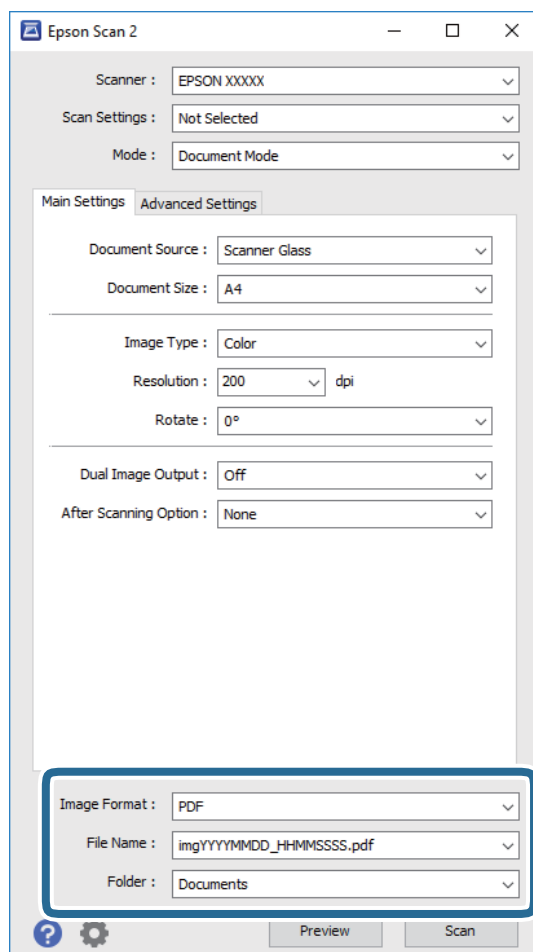 Epson Scan 2
Scanner : EPSON XXXXX
Scan Settings : Not Selected
Mode : Document Mode
Main Settings Advanced Settings
Document Source : Scanner Glass
Document Size : A4
Image Type : Color
Resolution : 200 dpi
Rotate : 0°
Dual Image Output : Off
After Scanning Option : None
Image Format : PDF
File Name : imgYYYYMMDD_HHMMSSSS.pdf
Folder : Documents
? Preview Scan